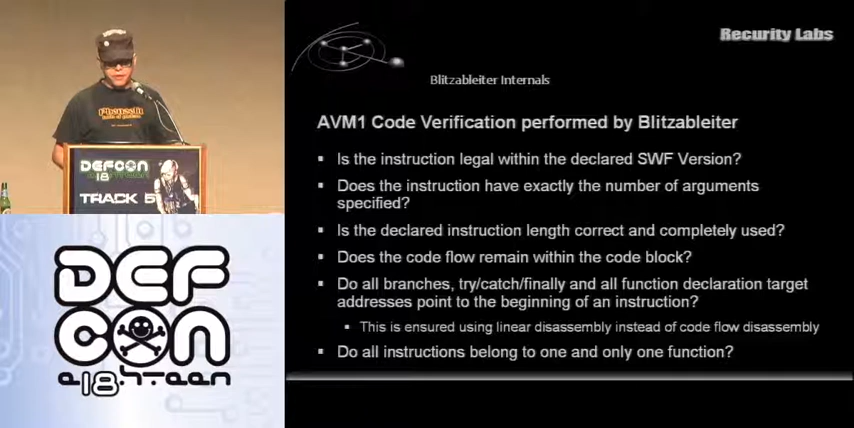 DEFCON
18
TRACK 5
DEF
CON
Recurity Labs
Blitzableiter Internals
AVM1 Code Verification performed by Blitzableiter
▪ Is the instruction legal within the declared SWF Version?
▪ Does the instruction have exactly the number of arguments
specified?
▪ Is the declared instruction length correct and completely used?
▪ Does the code flow remain within the code block?
▪ Do all branches, try/catch/finally and all function declaration target
addresses point to the beginning of an instruction?
▪ This is ensured using linear disassembly instead of code flow disassembly
▪ Do all instructions belong to one and only one function?